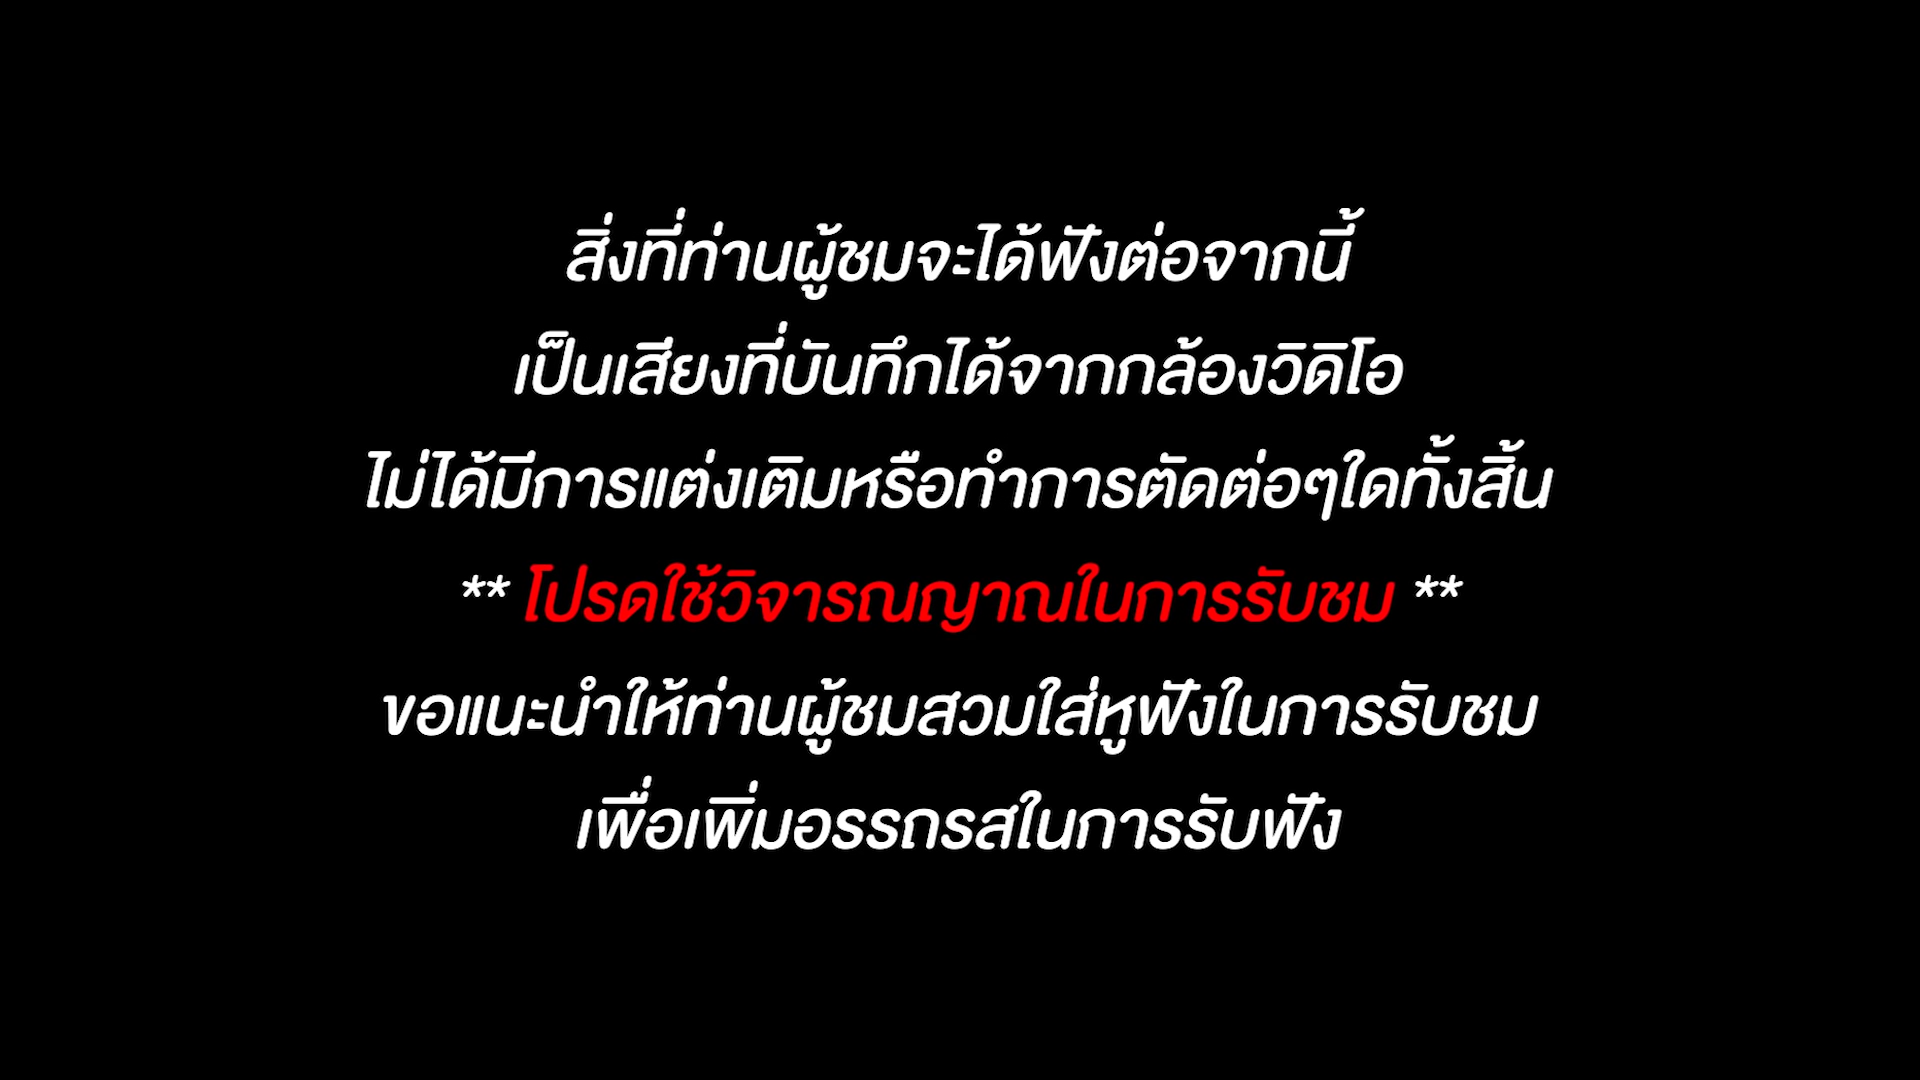 สิ่งที่ท่านผู้ชมจะได้ฟังต่อจากนี้
เป็นเสียงที่บันทึกได้จากกล้องวิดิโอ
ไม่ได้มีการแต่งเติมหรือทำการตัดต่อๆใดทั้งสิ้น
** โปรดใช้วิจารณญาณในการรับชม **
ขอแนะนำให้ท่านผู้ชมสวมใส่หูฟังในการรับชม
เพื่อเพิ่มอรรถรสในการรับฟัง